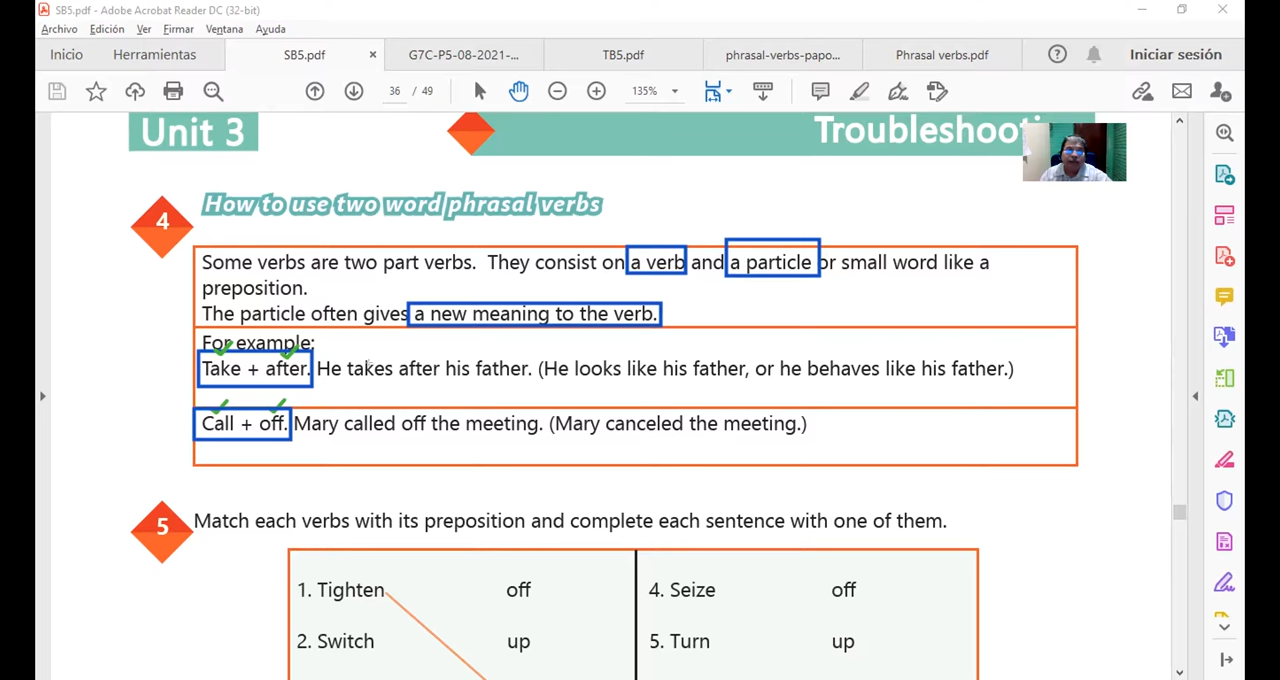 SB5.pdf - Adobe Acrobat Reader DC (32-bit)
Archivo Edición Ver Firmar Ventana Ayuda
Inicio Herramientas SB5.pdf × G7C-P5-08-2021-... TB5.pdf phrasal-verbs-papo... Phrasal verbs.pdf Iniciar sesión
36 / 49 135%
Unit 3 Troubleshooti
4 How to use two word phrasal verbs
Some verbs are two part verbs. They consist on a verb and a particle or small word like a
preposition.
The particle often gives a new meaning to the verb.
For example:
Take + after. He takes after his father. (He looks like his father, or he behaves like his father.)
Call + off. Mary called off the meeting. (Mary canceled the meeting.)
5 Match each verbs with its preposition and complete each sentence with one of them.
1. Tighten off 4. Seize off
2. Switch up 5. Turn up